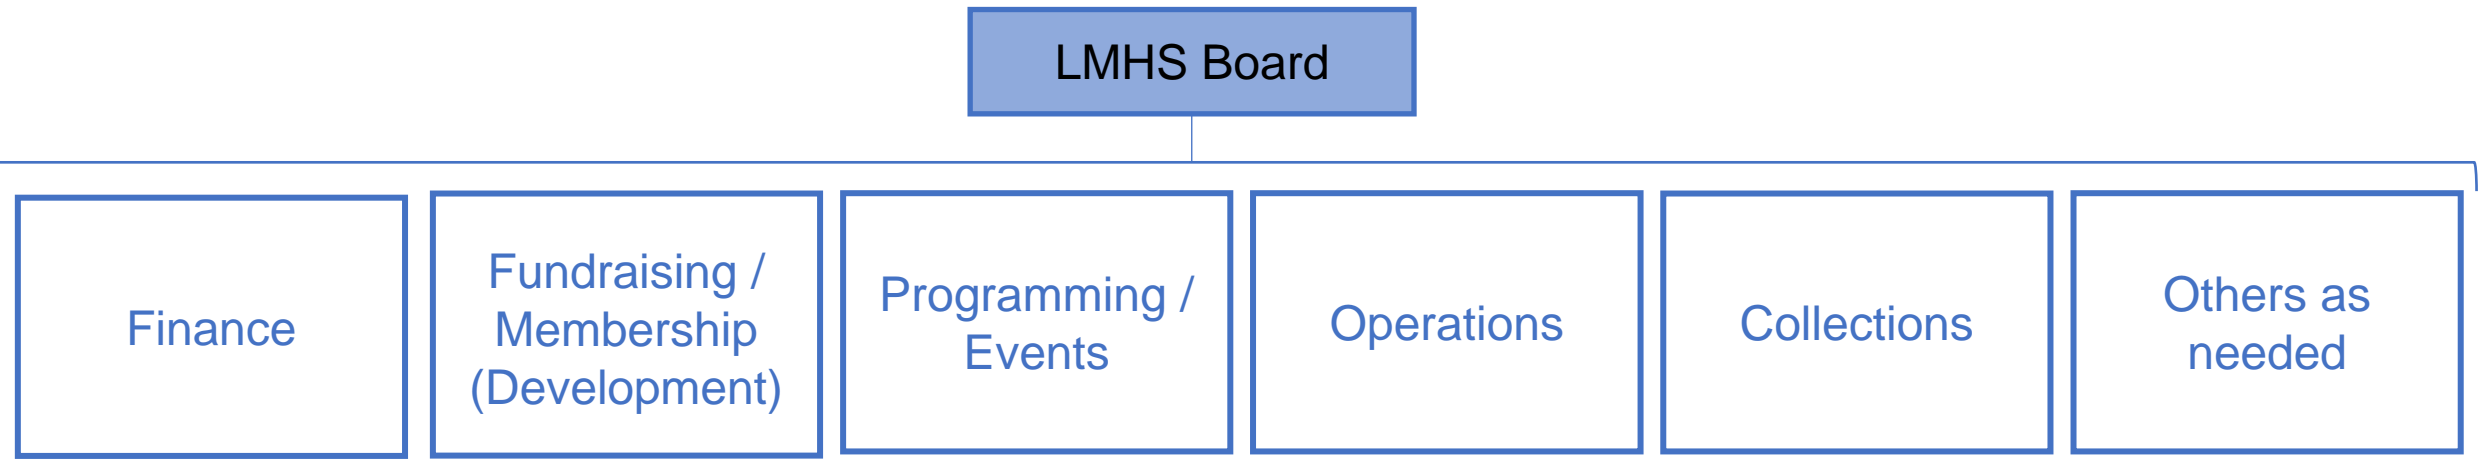 LMHS Board
Finance
Fundraising /
Membership
(Development)
Programming /
Events
Operations
Collections
Others as
needed